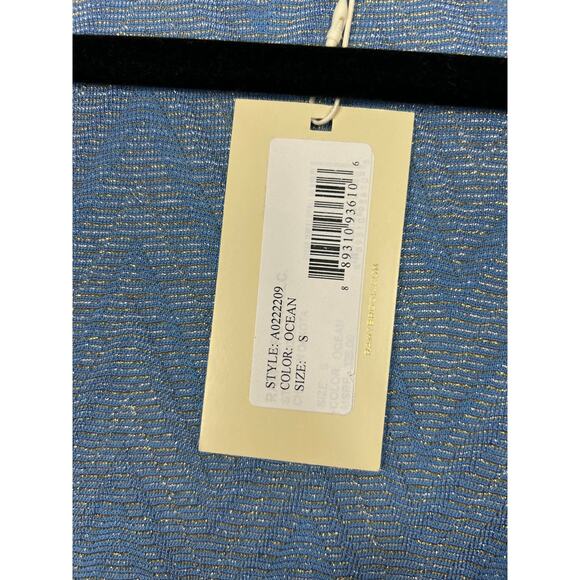 STYLE: A0222209
COLOR: OCEAN
SIZE: S
8 89310 93610 6